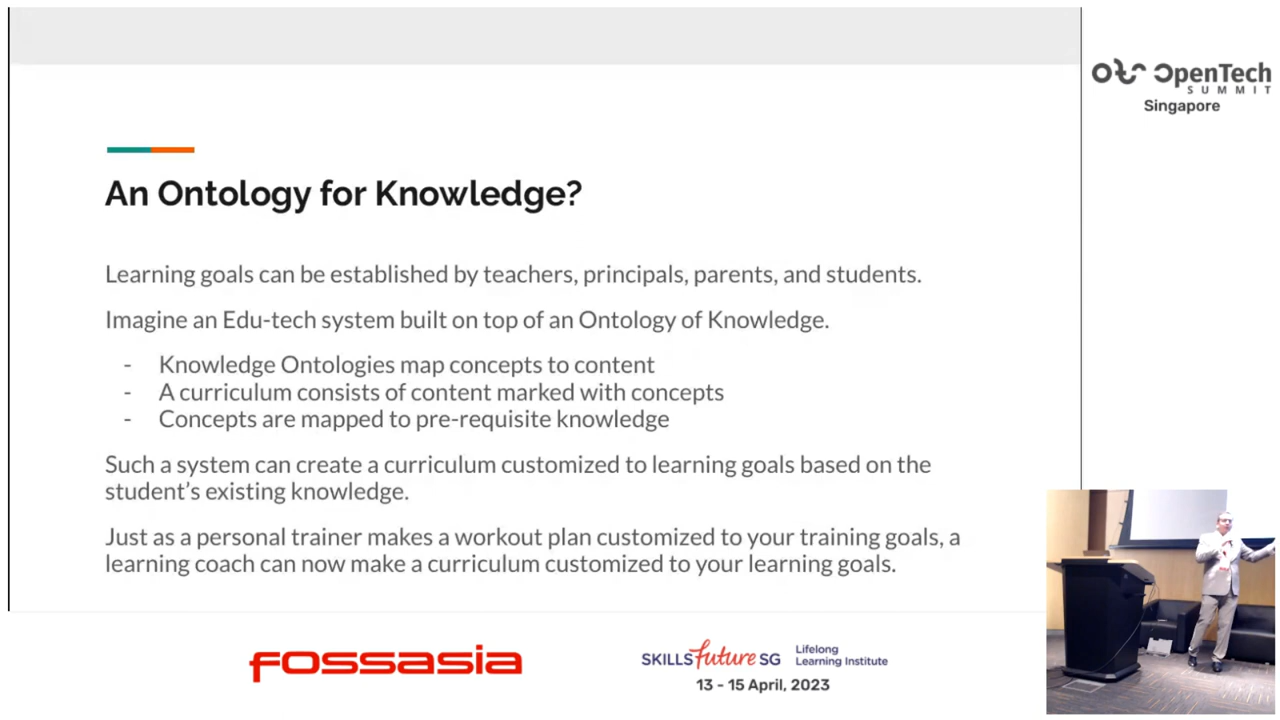 OpenTech
SUMMIT
Singapore
An Ontology for Knowledge?
Learning goals can be established by teachers, principals, parents, and students.
Imagine an Edu-tech system built on top of an Ontology of Knowledge.
- Knowledge Ontologies map concepts to content
- A curriculum consists of content marked with concepts
- Concepts are mapped to pre-requisite knowledge
Such a system can create a curriculum customized to learning goals based on the
student’s existing knowledge.
Just as a personal trainer makes a workout plan customized to your training goals, a
learning coach can now make a curriculum customized to your learning goals.
fossasia
SKILLS future SG
Lifelong
Learning Institute
13 - 15 April, 2023